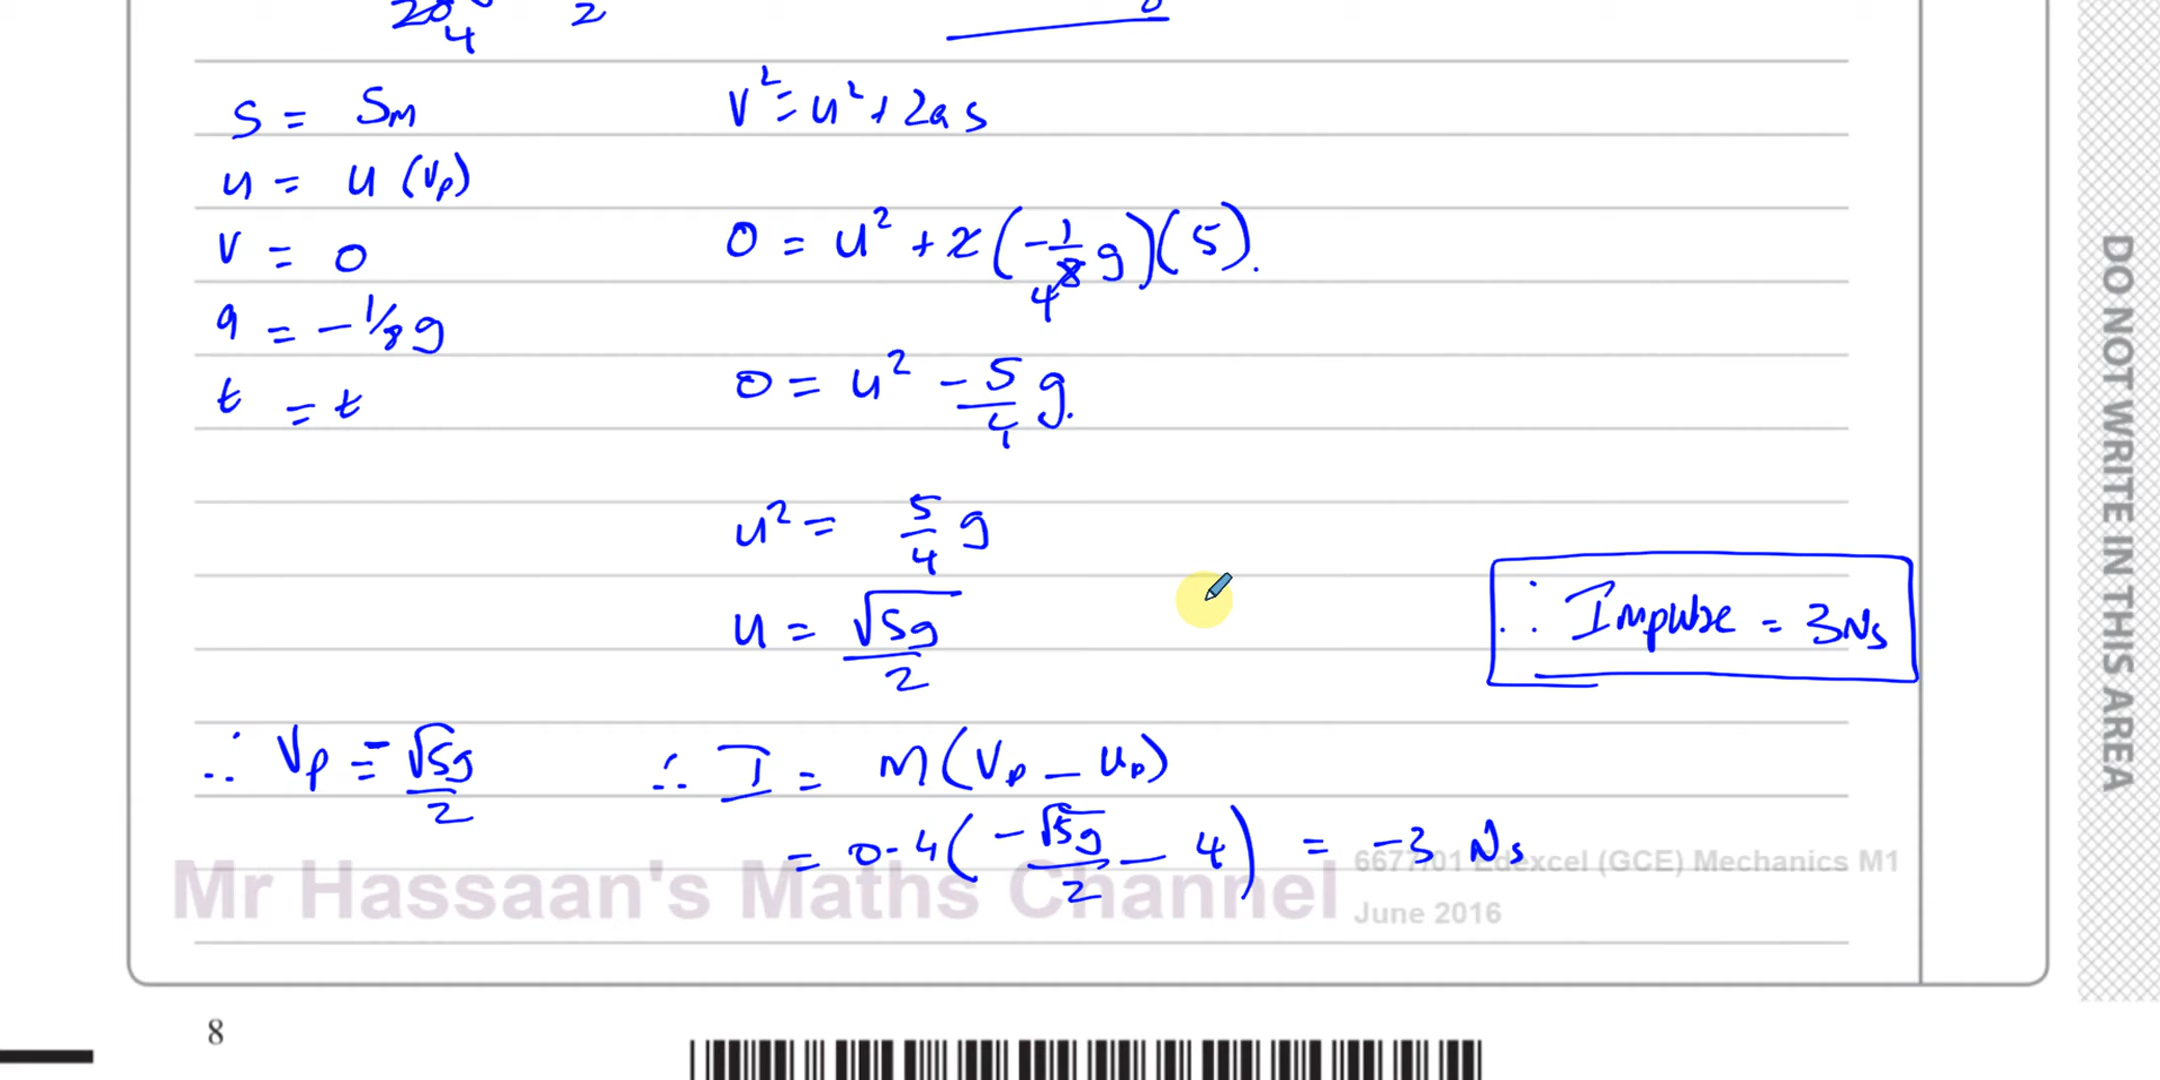 4 2
S = 5m
u = u (Vp)
V = 0
a = -1/8 g
t = t
V² = u² + 2as
0 = u² + 2(-1/8 g)(5).
4
0 = u² - 5/4 g.
u² = 5/4 g
u = √5g/2
∴ Impulse = 3Ns
∴ Vp = √5g/2
∴ I = m(Vp - up)
= 0.4(-√5g/2 - 4) = -3 Ns
Mr Hassaan's Maths Channel
6677/01 Edexcel (GCE) Mechanics M1
June 2016
8
DO NOT WRITE IN THIS AREA